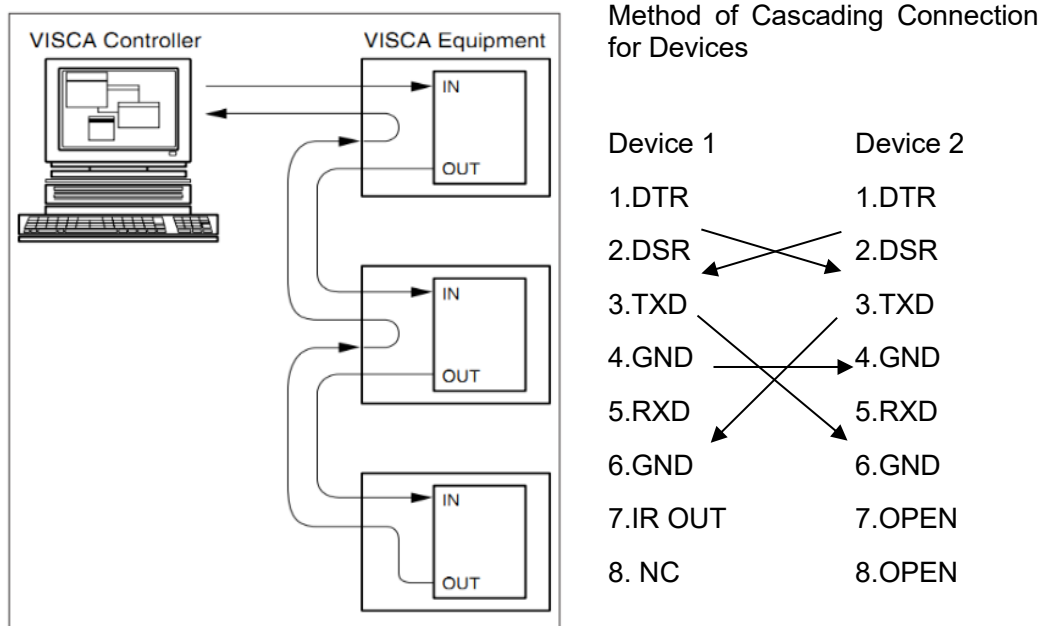 VISCA Controller
VISCA Equipment
IN
OUT
IN
OUT
IN
OUT
Method of Cascading Connection
for Devices
Device 1 Device 2
1.DTR 1.DTR
2.DSR 2.DSR
3.TXD 3.TXD
4.GND 4.GND
5.RXD 5.RXD
6.GND 6.GND
7.IR OUT 7.OPEN
8. NC 8.OPEN